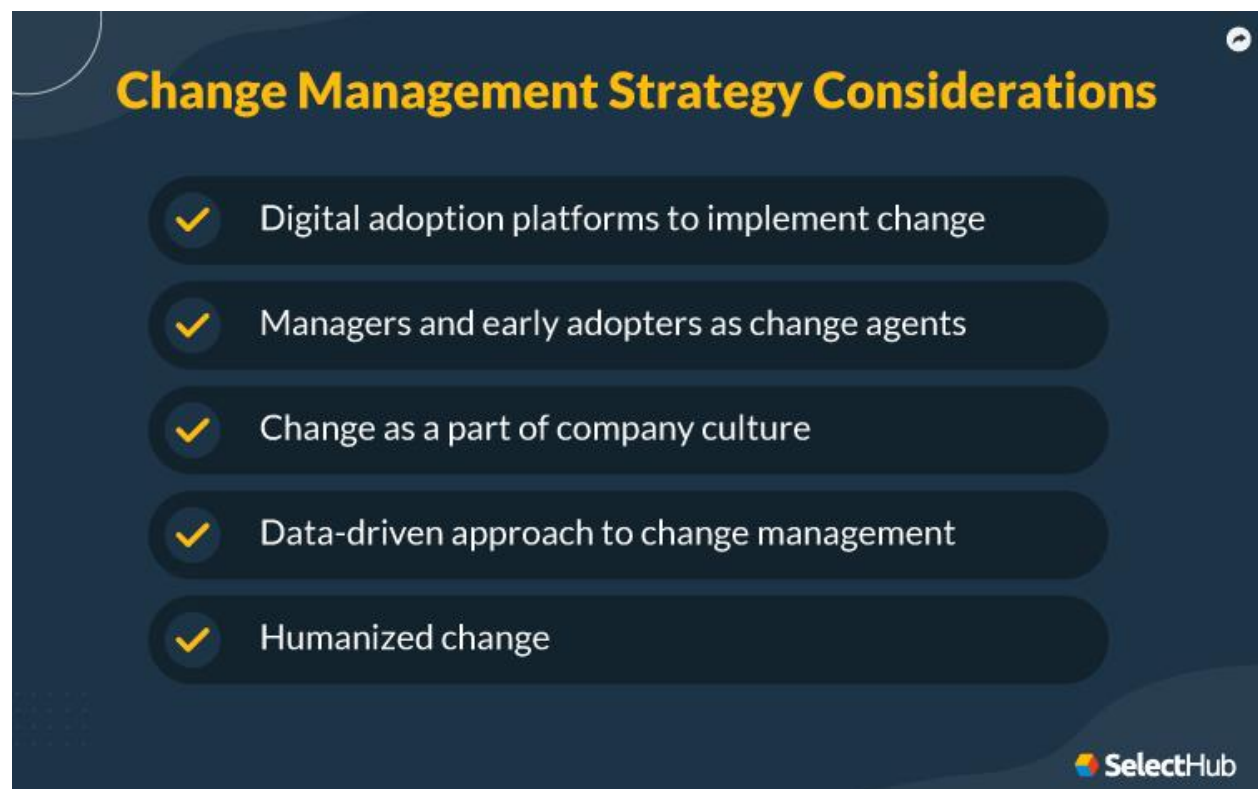 Change Management Strategy Considerations
Digital adoption platforms to implement change
Managers and early adopters as change agents
Change as a part of company culture
Data-driven approach to change management
Humanized change
SelectHub